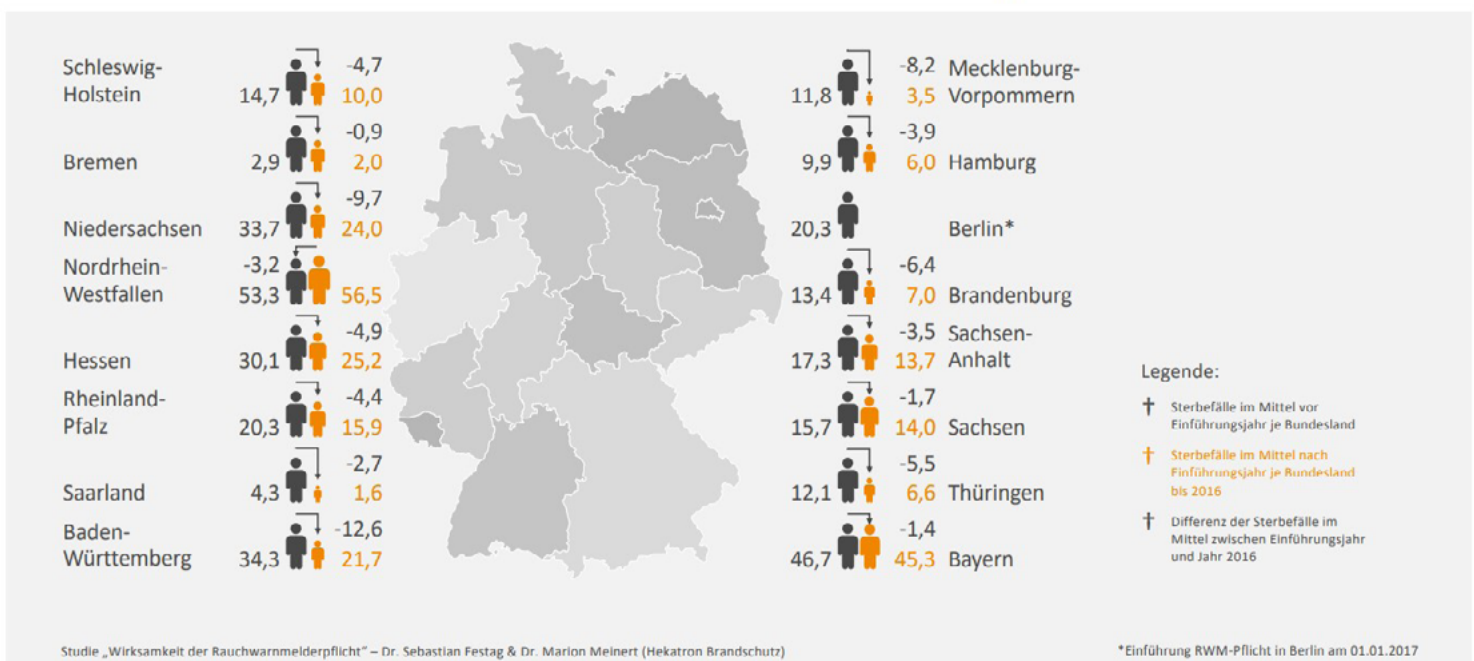 Schleswig-
Holstein 14,7 -4,7
10,0
Bremen 2,9 -0,9
2,0
Niedersachsen 33,7 -9,7
24,0
Nordrhein-
Westfallen -3,2
53,3 56,5
Hessen 30,1 -4,9
25,2
Rheinland-
Pfalz 20,3 -4,4
15,9
Saarland 4,3 -2,7
1,6
Baden-
Württemberg 34,3 -12,6
21,7
-8,2 Mecklenburg-
11,8 3,5 Vorpommern
-3,9
9,9 6,0 Hamburg
20,3 Berlin*
-6,4
13,4 7,0 Brandenburg
-3,5 Sachsen-
17,3 13,7 Anhalt
-1,7
15,7 14,0 Sachsen
-5,5
12,1 6,6 Thüringen
-1,4
46,7 45,3 Bayern
Legende:
† Sterbefälle im Mittel vor
Einführungsjahr je Bundesland
† Sterbefälle im Mittel nach
Einführungsjahr je Bundesland
bis 2016
† Differenz der Sterbefälle im
Mittel zwischen Einführungsjahr
und Jahr 2016
Studie „Wirksamkeit der Rauchwarnmelderpflicht" – Dr. Sebastian Festag & Dr. Marion Meinert (Hekatron Brandschutz)
*Einführung RWM-Pflicht in Berlin am 01.01.2017